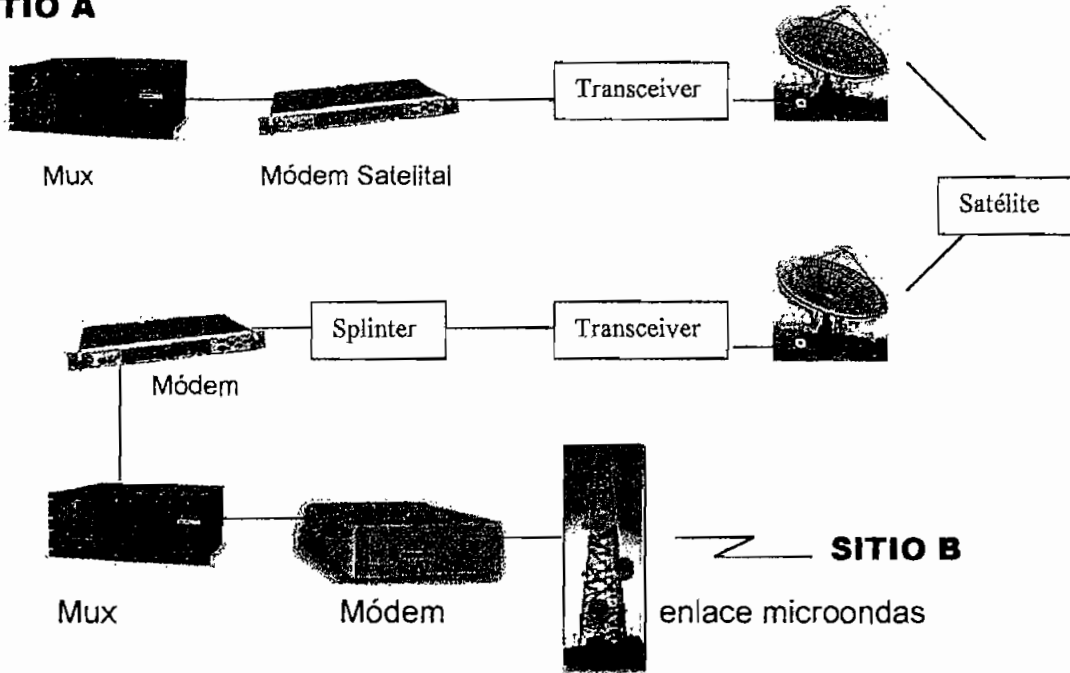 TIO A
Transceiver
Mux
Módem Satelital
Satélite
Splinter
Transceiver
Módem
SITIO B
Mux
Módem
enlace microondas